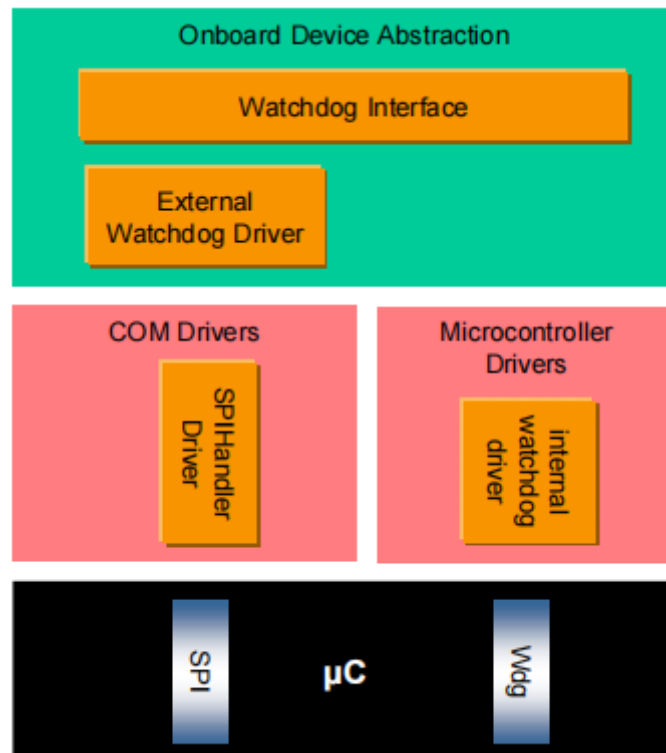 Onboard Device Abstraction
Watchdog Interface
External
Watchdog Driver
COM Drivers
SPIHandler
Driver
Microcontroller
Drivers
internal
watchdog
driver
SPI
µC
Wdg